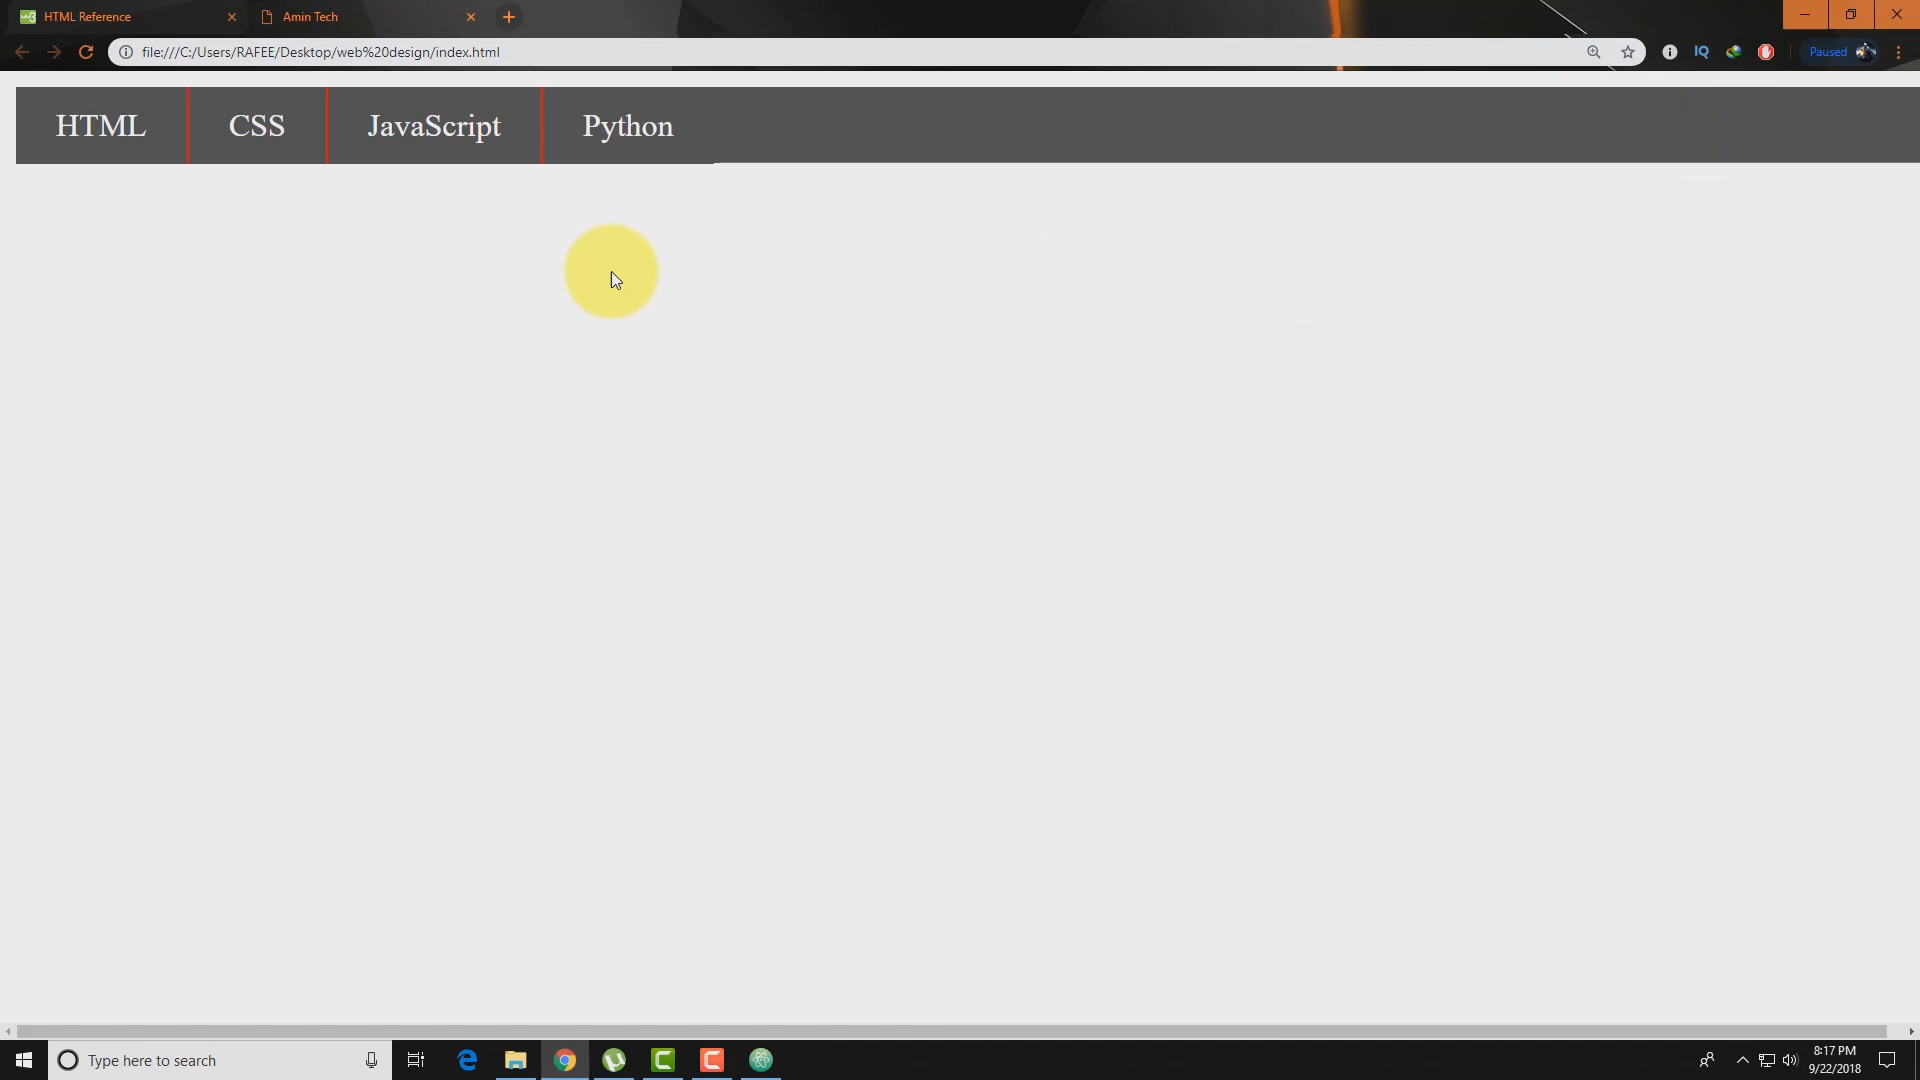 HTML Reference
Amin Tech
file:///C:/Users/RAFEE/Desktop/web%20design/index.html
IQ
Paused
HTML
CSS
JavaScript
Python
Type here to search
8:17 PM
9/22/2018